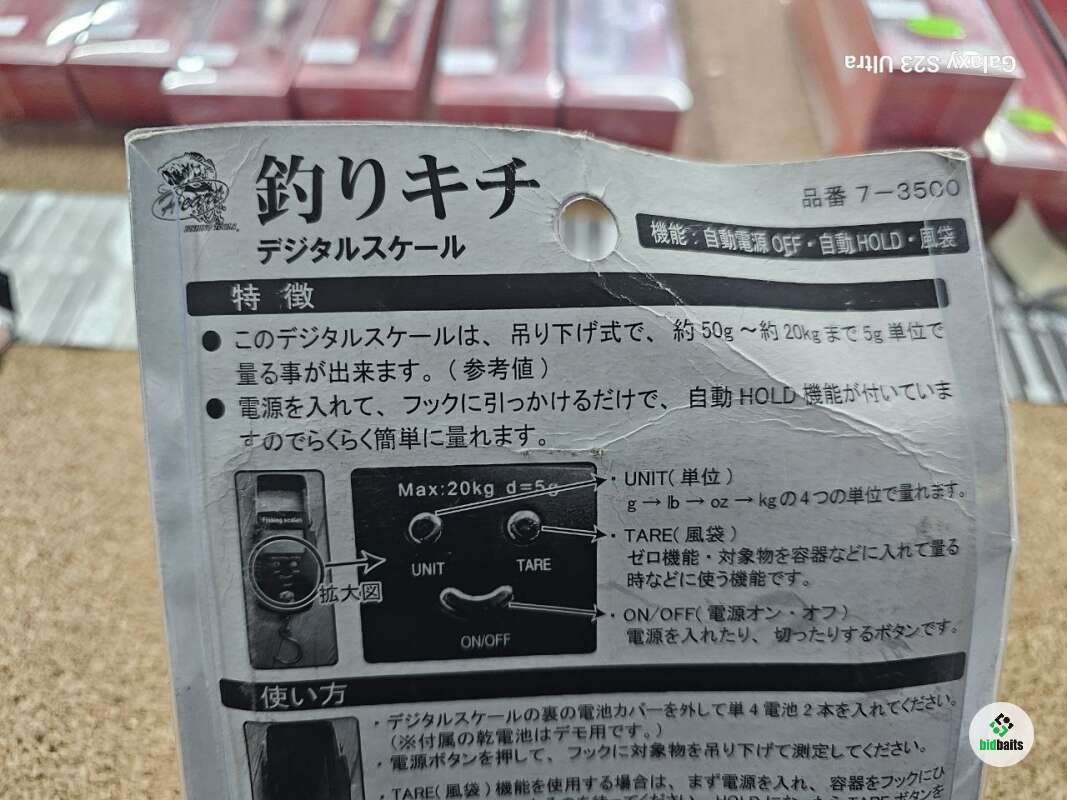 Galaxy S23 Ultra
釣りキチ
デジタルスケール
品番 7-3500
機能：自動電源OFF・自動HOLD・風袋
特 徴
● このデジタルスケールは、吊り下げ式で、約50g～約20kgまで5g単位で
量る事が出来ます。(参考値)
● 電源を入れて、フックに引っかけるだけで、自動HOLD機能が付いていま
すのでらくらく簡単に量れます。
Fishing scales
拡大図
Max:20kg d=5g
UNIT
TARE
ON/OFF
・UNIT(単位)
g→lb→oz→kgの4つの単位で量れます。
・TARE(風袋)
ゼロ機能・対象物を容器などに入れて量る
時などに使う機能です。
・ON/OFF(電源オン・オフ)
電源を入れたり、切ったりするボタンです。
使い方
・デジタルスケールの裏の電池カバーを外して単4電池2本を入れてください。
(※付属の乾電池はデモ用です。)
・電源ボタンを押して、フックに対象物を吊り下げて測定してください。
・TARE(風袋)機能を使用する場合は、まず電源を入れ、容器をフックにひ
bidbaits